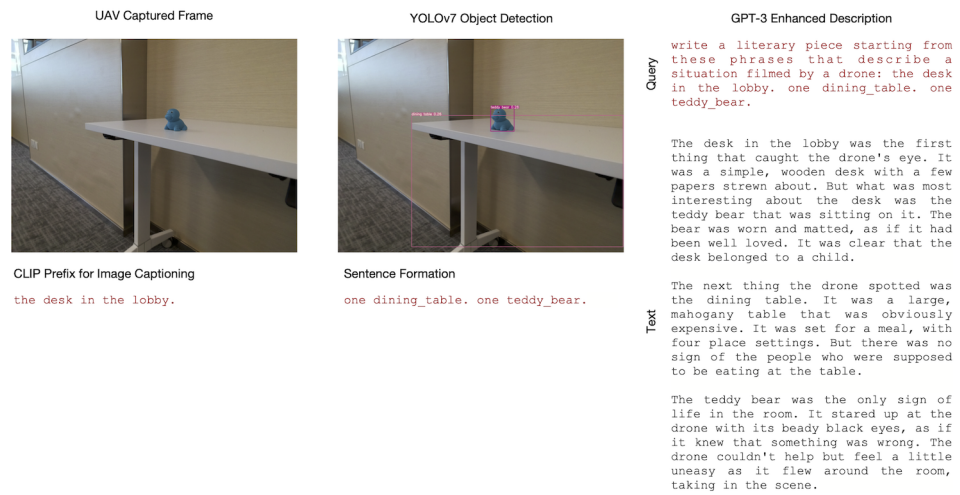 UAV Captured Frame
CLIP Prefix for Image Captioning
the desk in the lobby.
YOLOv7 Object Detection
Sentence Formation
one dining_table. one teddy_bear.
GPT-3 Enhanced Description
Query
write a literary piece starting from
these phrases that describe a
situation filmed by a drone: the desk
in the lobby. one dining_table. one
teddy_bear.
Text
The desk in the lobby was the first
thing that caught the drone's eye. It
was a simple, wooden desk with a few
papers strewn about. But what was most
interesting about the desk was the
teddy bear that was sitting on it. The
bear was worn and matted, as if it had
been well loved. It was clear that the
desk belonged to a child.
The next thing the drone spotted was
the dining table. It was a large,
mahogany table that was obviously
expensive. It was set for a meal, with
four place settings. But there was no
sign of the people who were supposed
to be eating at the table.
The teddy bear was the only sign of
life in the room. It stared up at the
drone with its beady black eyes, as if
it knew that something was wrong. The
drone couldn't help but feel a little
uneasy as it flew around the room,
taking in the scene.